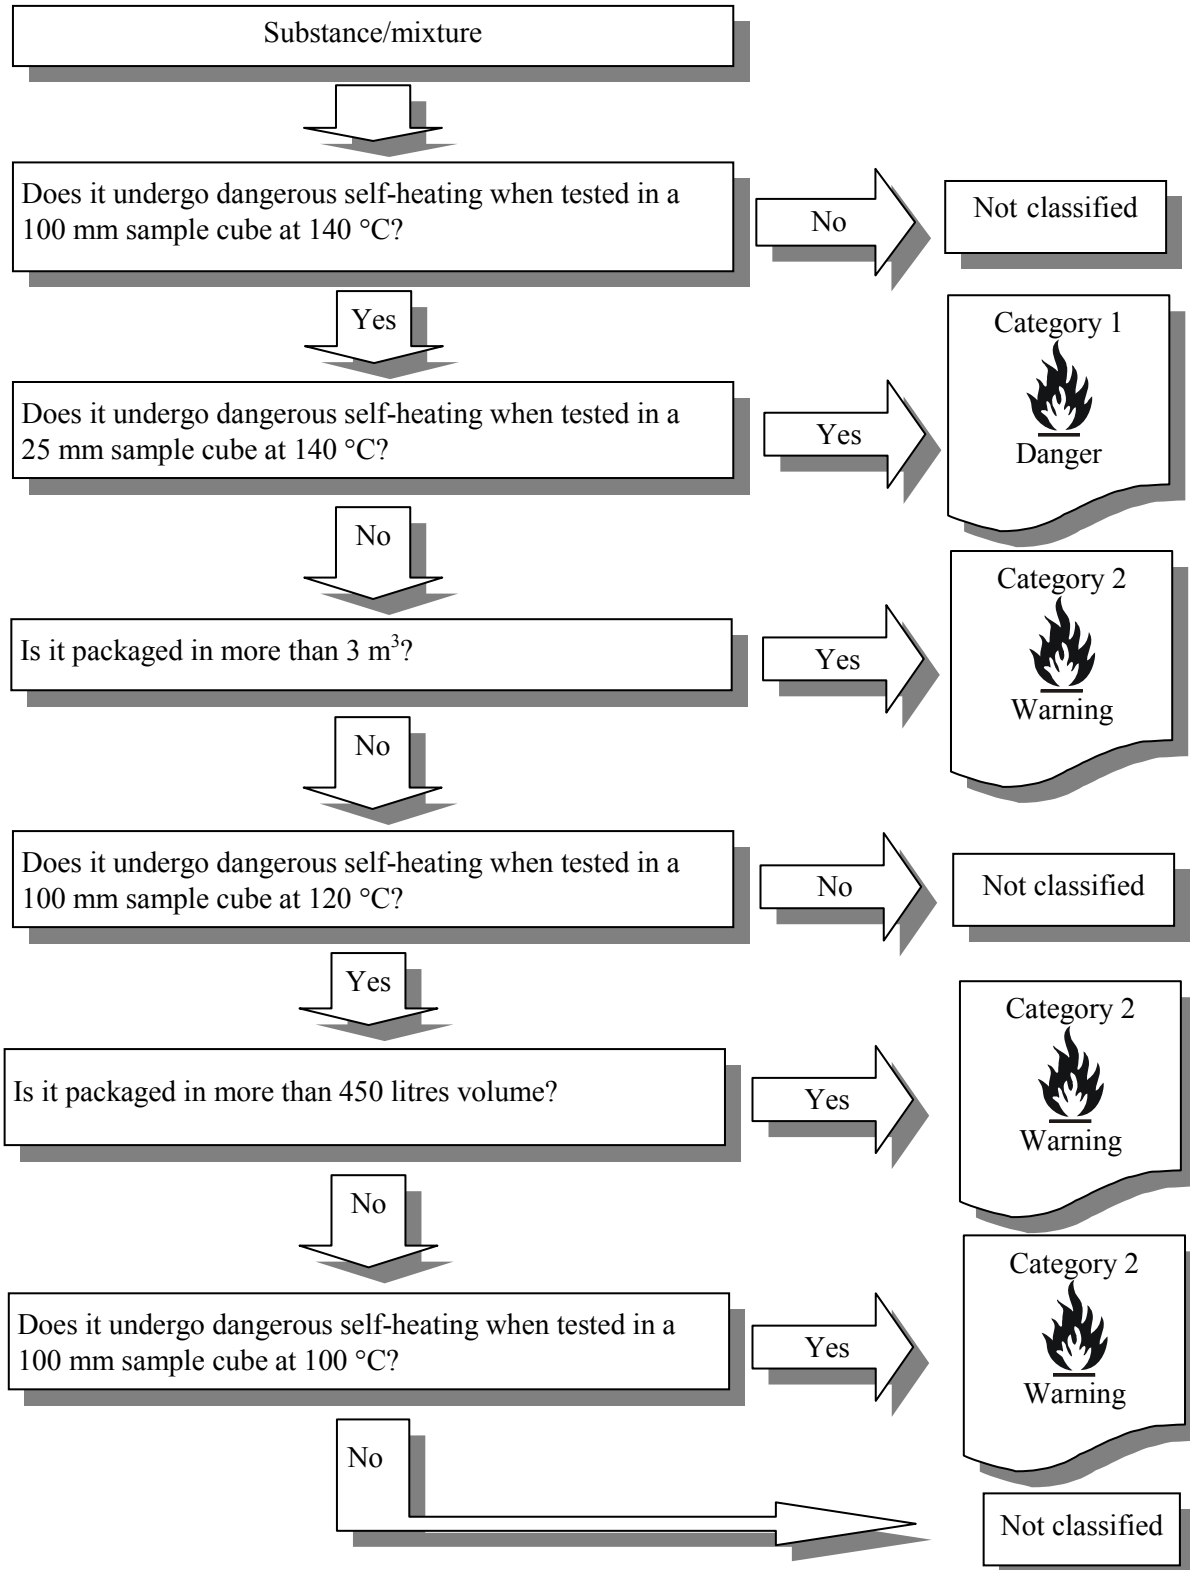 Substance/mixture
Does it undergo dangerous self-heating when tested in a
100 mm sample cube at 140 °C?
No
Not classified
Yes
Category 1
Danger
Does it undergo dangerous self-heating when tested in a
25 mm sample cube at 140 °C?
Yes
No
Category 2
Warning
Is it packaged in more than 3 m³?
Yes
No
Does it undergo dangerous self-heating when tested in a
100 mm sample cube at 120 °C?
No
Not classified
Yes
Category 2
Warning
Is it packaged in more than 450 litres volume?
Yes
No
Category 2
Warning
Does it undergo dangerous self-heating when tested in a
100 mm sample cube at 100 °C?
Yes
No
Not classified